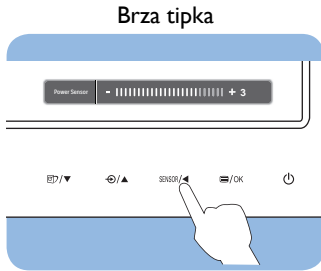 Brza tipka
Power Sensor - + 3
/▼ /▲ SENSOR/◄ /OK